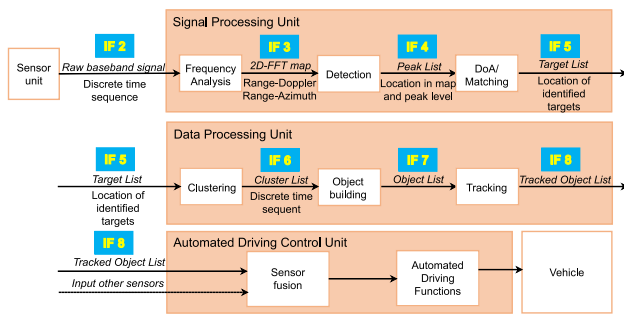 Signal Processing Unit
IF 2
IF 3
IF 4
IF 5
Sensor
unit
Raw baseband signal
Discrete time
sequence
Frequency
Analysis
2D-FFT map
Range-Doppler
Range-Azimuth
Detection
Peak List
Location in map
and peak level
DoA/
Matching
Target List
Location of
identified
targets
Data Processing Unit
IF 5
IF 6
IF 7
IF 8
Target List
Location of
identified
targets
Clustering
Cluster List
Discrete time
sequent
Object
building
Object List
Tracking
Tracked Object List
IF 8
Automated Driving Control Unit
Tracked Object List
Input other sensors
Sensor
fusion
Automated
Driving
Functions
Vehicle